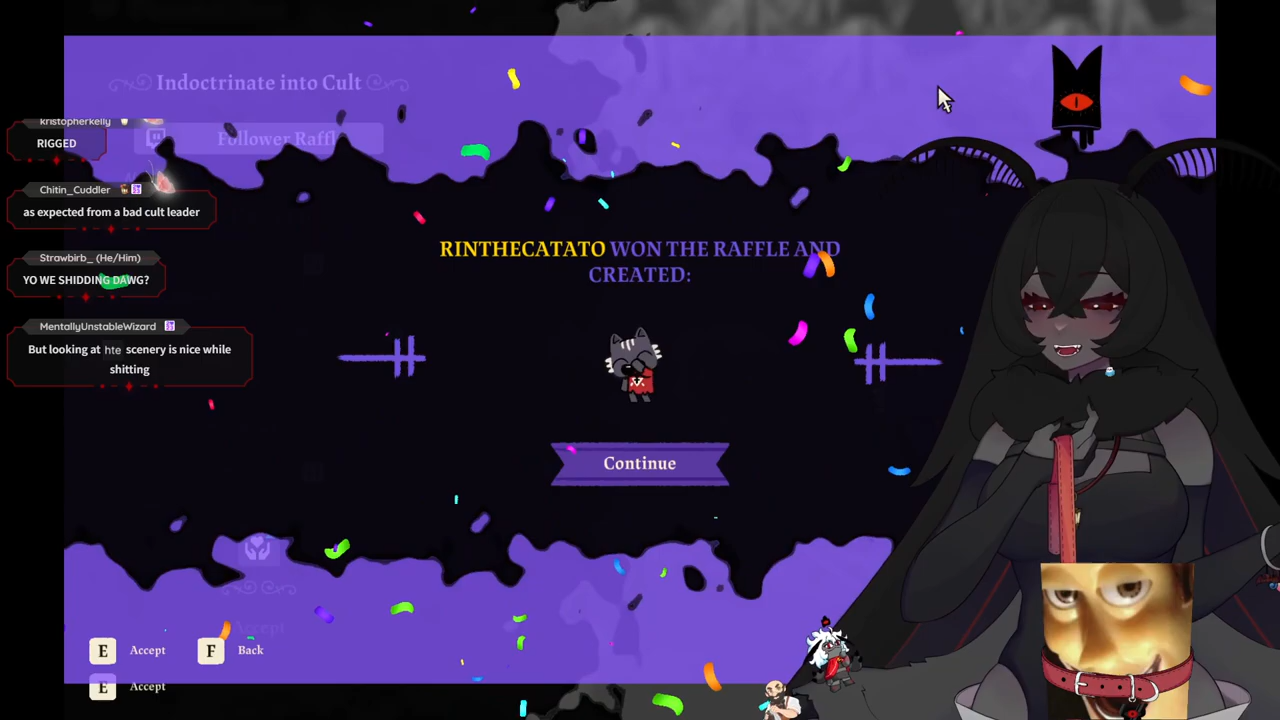 Indoctrinate into Cult
Follower Raffl
kristopherkelly
RIGGED
Chitin_Cuddler
as expected from a bad cult leader
Strawbirb_ (He/Him)
YO WE SHIDDING DAWG?
MentallyUnstableWizard
But looking at hte scenery is nice while
shitting
RINTHECATATO WON THE RAFFLE AND
CREATED:
Continue
Accept
E Accept F Back
E Accept